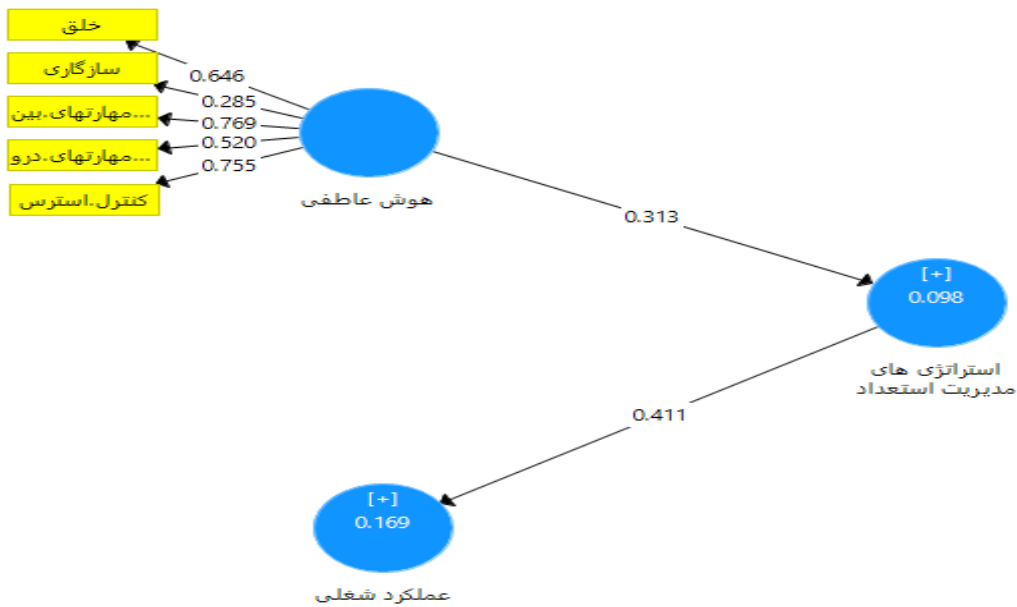 خلق
سازگاری
مهارتهای.بین...
مهارتهای.درو...
کنترل.استرس
0.646
0.285
0.769
0.520
0.755
هوش عاطفی
0.313
[+]
0.098
استراتژی های
مدیریت استعداد
0.411
[+]
0.169
عملکرد شغلی